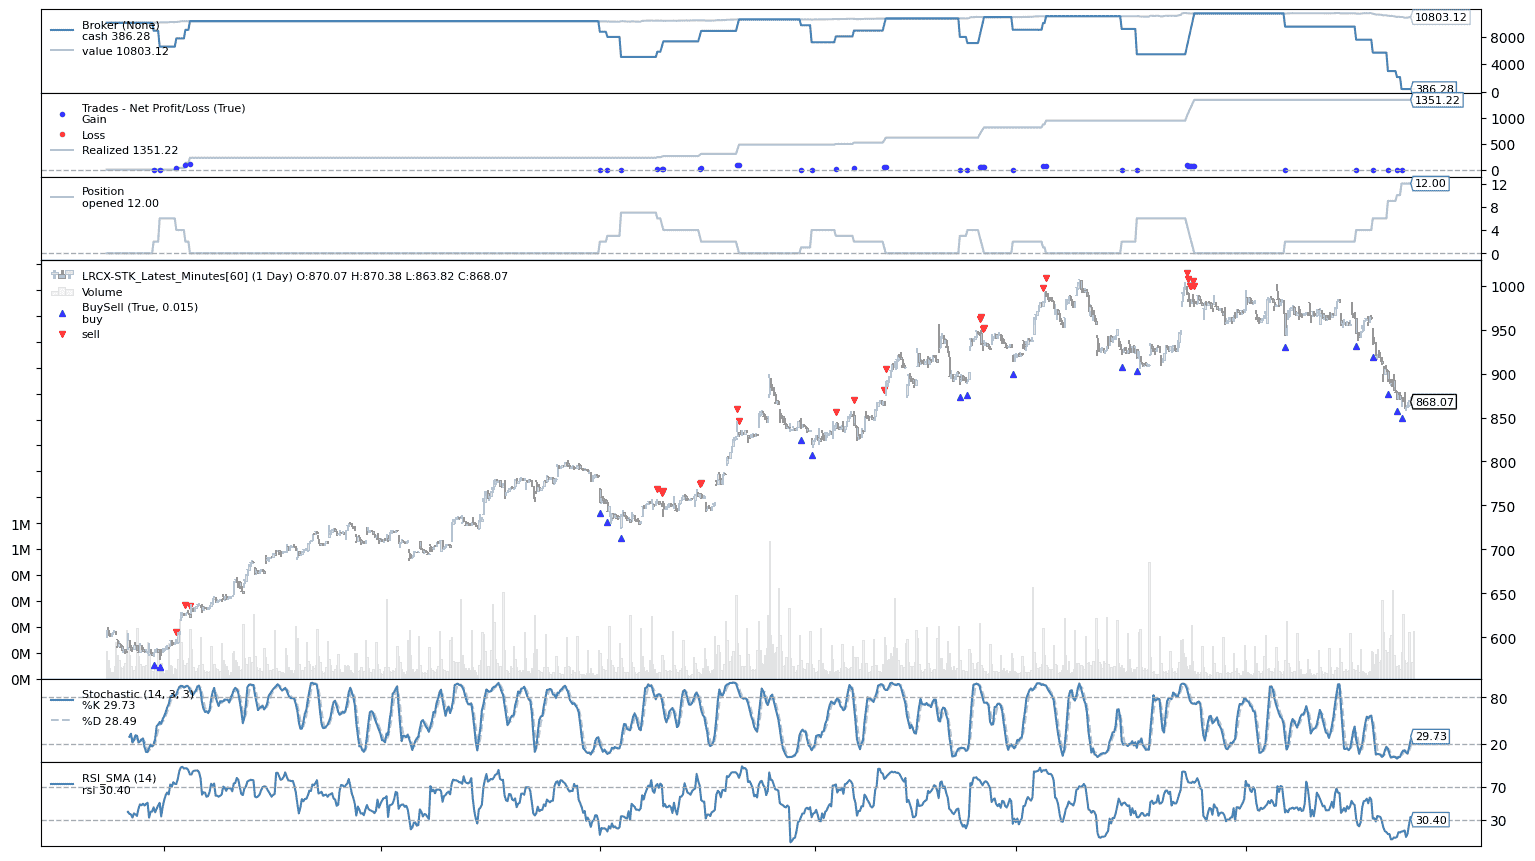 Broker (None)
cash 386.28
value 10803.12
10803.12
8000
4000
0
386.28
Trades - Net Profit/Loss (True)
Gain
Loss
Realized 1351.22
1351.22
1000
500
0
Position
opened 12.00
12.00
12
8
4
0
LRCX-STK_Latest_Minutes[60] (1 Day) O:870.07 H:870.38 L:863.82 C:868.07
Volume
BuySell (True, 0.015)
buy
sell
1000
950
900
868.07
850
800
750
700
650
600
1M
1M
0M
0M
0M
0M
0M
Stochastic (14, 3, 3)
%K 29.73
%D 28.49
80
29.73
20
RSI_SMA (14)
rsi 30.40
70
30.40
30